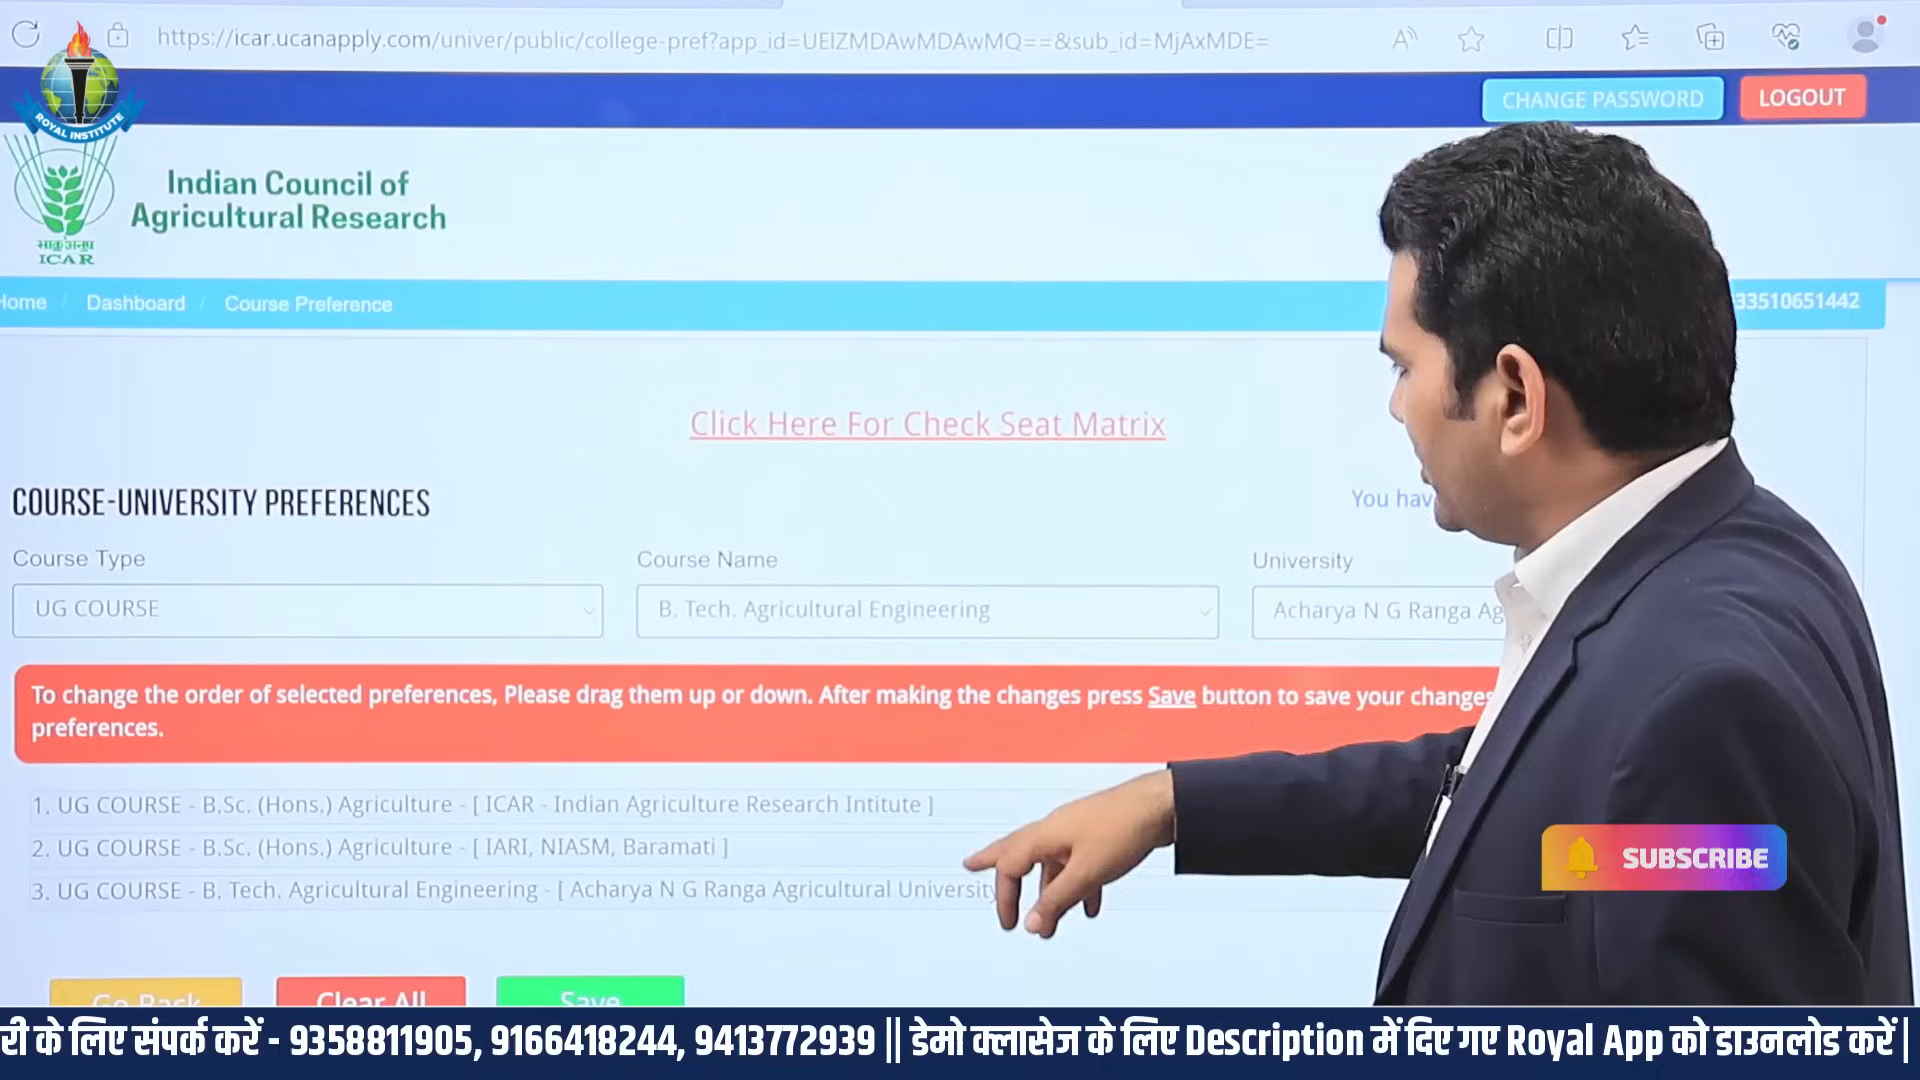 https://icar.ucanapply.com/univer/public/college-pref?app_id=UElZMDAwMDAwMQ==&sub_id=MjAxMDE=
CHANGE PASSWORD
LOGOUT
ROYAL INSTITUTE
Indian Council of
Agricultural Research
भाकृअनुप
ICAR
Home / Dashboard / Course Preference
33510651442
Click Here For Check Seat Matrix
COURSE-UNIVERSITY PREFERENCES
You hav
Course Type
Course Name
University
UG COURSE
B. Tech. Agricultural Engineering
Acharya N G Ranga Ag
To change the order of selected preferences, Please drag them up or down. After making the changes press Save button to save your changes
preferences.
1. UG COURSE - B.Sc. (Hons.) Agriculture - [ ICAR - Indian Agriculture Research Intitute ]
2. UG COURSE - B.Sc. (Hons.) Agriculture - [ IARI, NIASM, Baramati ]
3. UG COURSE - B. Tech. Agricultural Engineering - [ Acharya N G Ranga Agricultural University
SUBSCRIBE
Go Back
Clear All
Save
री के लिए संपर्क करें - 9358811905, 9166418244, 9413772939 || डेमो क्लासेज के लिए Description में दिए गए Royal App को डाउनलोड करें |